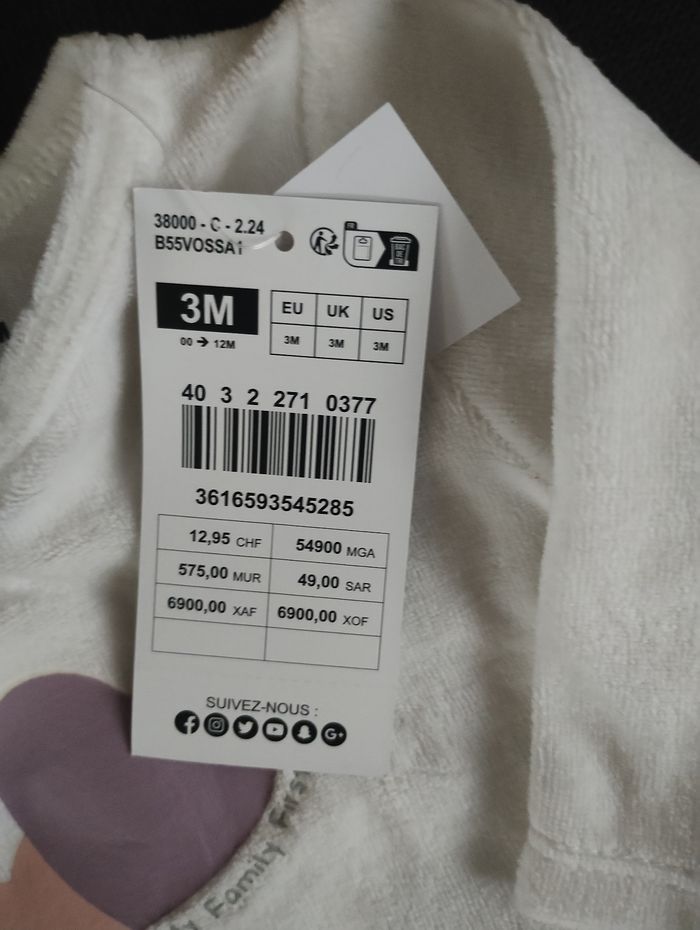 38000 - C - 2.24
B55VOSSA1
3M
00 → 12M
EU UK US
3M 3M 3M
40 3 2 271 0377
3616593545285
12,95 CHF 54900 MGA
575,00 MUR 49,00 SAR
6900,00 XAF 6900,00 XOF
SUIVEZ-NOUS :
Family First